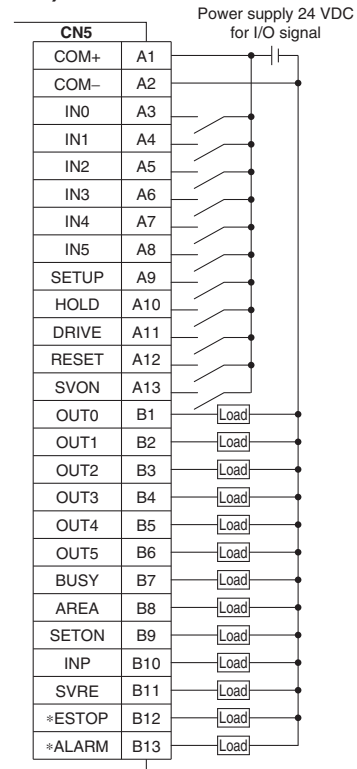 Power supply 24 VDC
for I/O signal
CN5
COM+ A1
COM− A2
IN0 A3
IN1 A4
IN2 A5
IN3 A6
IN4 A7
IN5 A8
SETUP A9
HOLD A10
DRIVE A11
RESET A12
SVON A13
OUT0 B1 Load
OUT1 B2 Load
OUT2 B3 Load
OUT3 B4 Load
OUT4 B5 Load
OUT5 B6 Load
BUSY B7 Load
AREA B8 Load
SETON B9 Load
INP B10 Load
SVRE B11 Load
∗ESTOP B12 Load
∗ALARM B13 Load